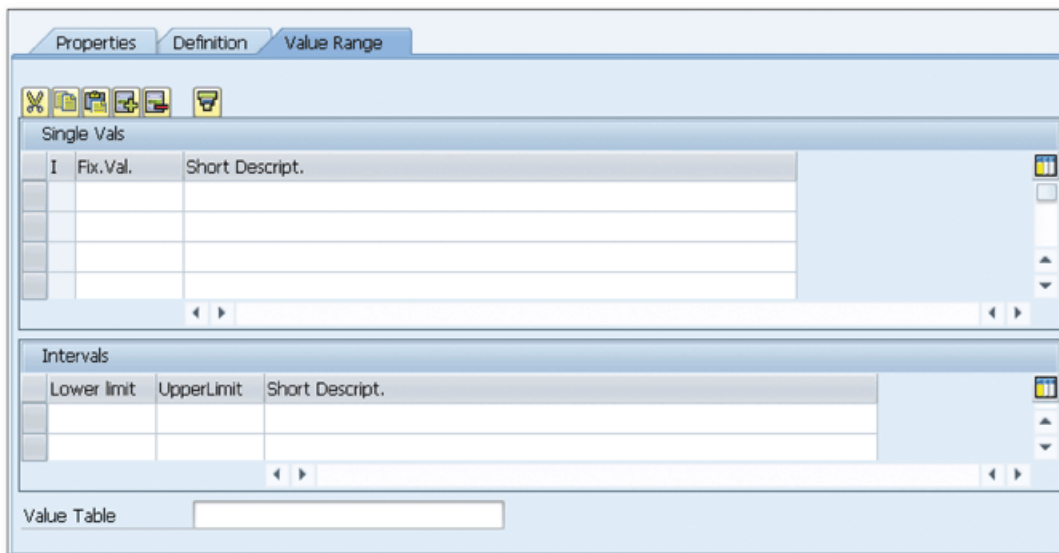 Properties Definition Value Range
Single Vals
I Fix.Val. Short Descript.
Intervals
Lower limit UpperLimit Short Descript.
Value Table